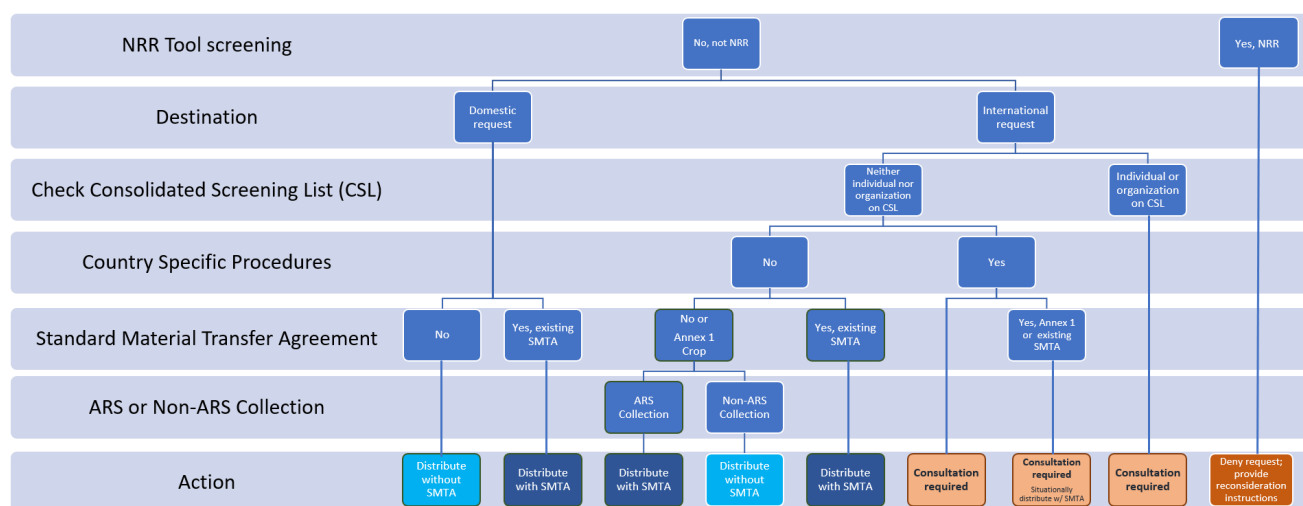 NRR Tool screening
No, not NRR
Yes, NRR
Destination
Domestic
request
International
request
Check Consolidated Screening List (CSL)
Neither
individual nor
organization
on CSL
Individual or
organization
on CSL
Country Specific Procedures
No
Yes
Standard Material Transfer Agreement
No
Yes, existing
SMTA
No or
Annex 1
Crop
Yes, existing
SMTA
Yes, Annex 1
or existing
SMTA
ARS or Non-ARS Collection
ARS
Collection
Non-ARS
Collection
Action
Distribute
without
SMTA
Distribute
with SMTA
Distribute
with SMTA
Distribute
without
SMTA
Distribute
with SMTA
Consultation
required
Consultation
required
Situationally
distribute w/ SMTA
Consultation
required
Deny request;
provide
reconsideration
instructions